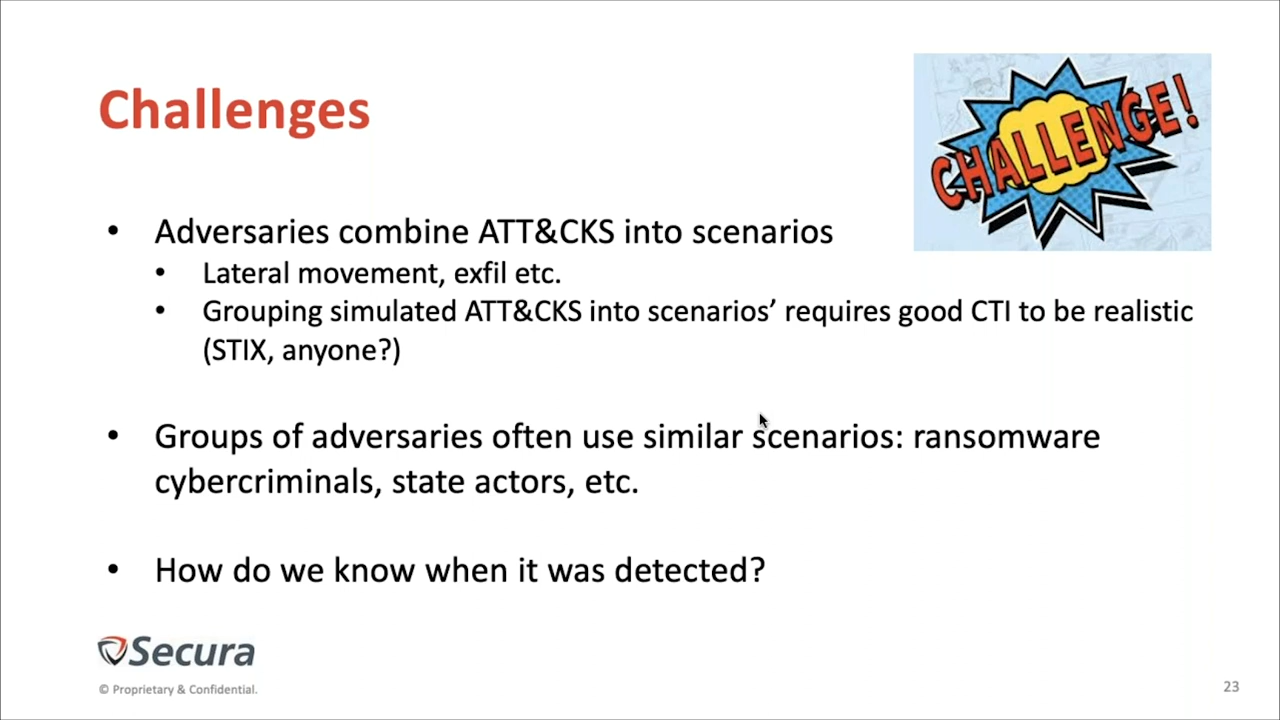 Challenges
CHALLENGE!
• Adversaries combine ATT&CKS into scenarios
• Lateral movement, exfil etc.
• Grouping simulated ATT&CKS into scenarios’ requires good CTI to be realistic
(STIX, anyone?)
• Groups of adversaries often use similar scenarios: ransomware
cybercriminals, state actors, etc.
• How do we know when it was detected?
Secura
© Proprietary & Confidential.
23